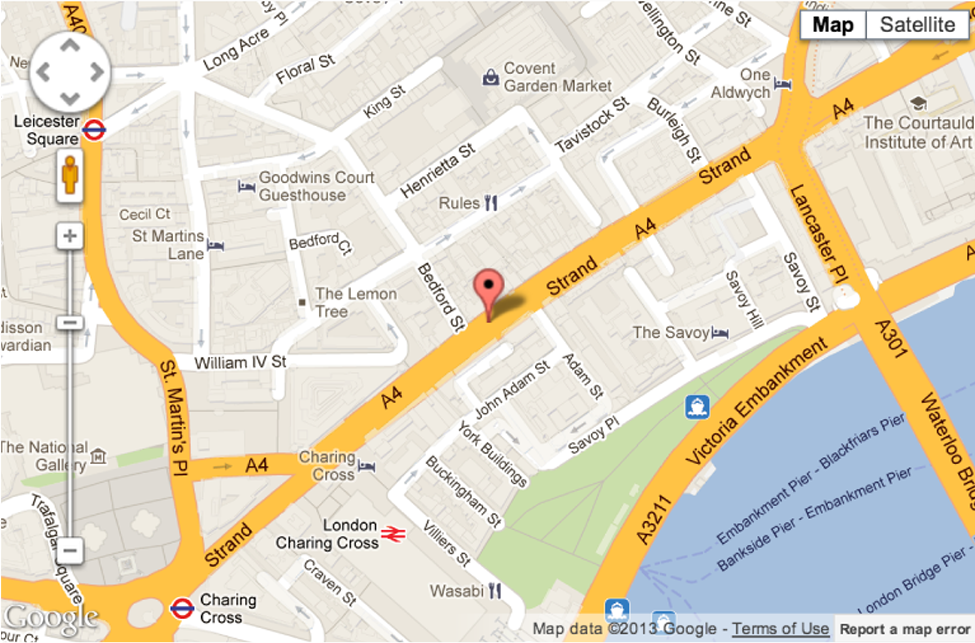 A40
Long Acre
Floral St
King St
Covent
Garden Market
One
Aldwych
Map
Satellite
A4
The Courtauld
Institute of Art
Leicester
Square
Henrietta St
Tavistock St
Burleigh St
Strand
Goodwins Court
Guesthouse
Rules
Cecil Ct
St Martins
Lane
Bedford Ct
A4
Lancaster Pl
Bedford St
Strand
Savoy Hill
Savoy St
The Lemon
Tree
The Savoy
A301
William IV St
St. Martin's Pl
A4
John Adam St
Adam St
Savoy Pl
Victoria Embankment
Waterloo
The National
Gallery
A4
Charing
Cross
York Buildings
Buckingham St
Embankment Pier - Blackfriars Pier
Bankside Pier - Embankment Pier
London Bridge Pier -
A3211
Trafalgar Square
Strand
London
Charing Cross
Villiers St
Craven St
Wasabi
Charing
Cross
Google
Map data ©2013 Google - Terms of Use
Report a map error